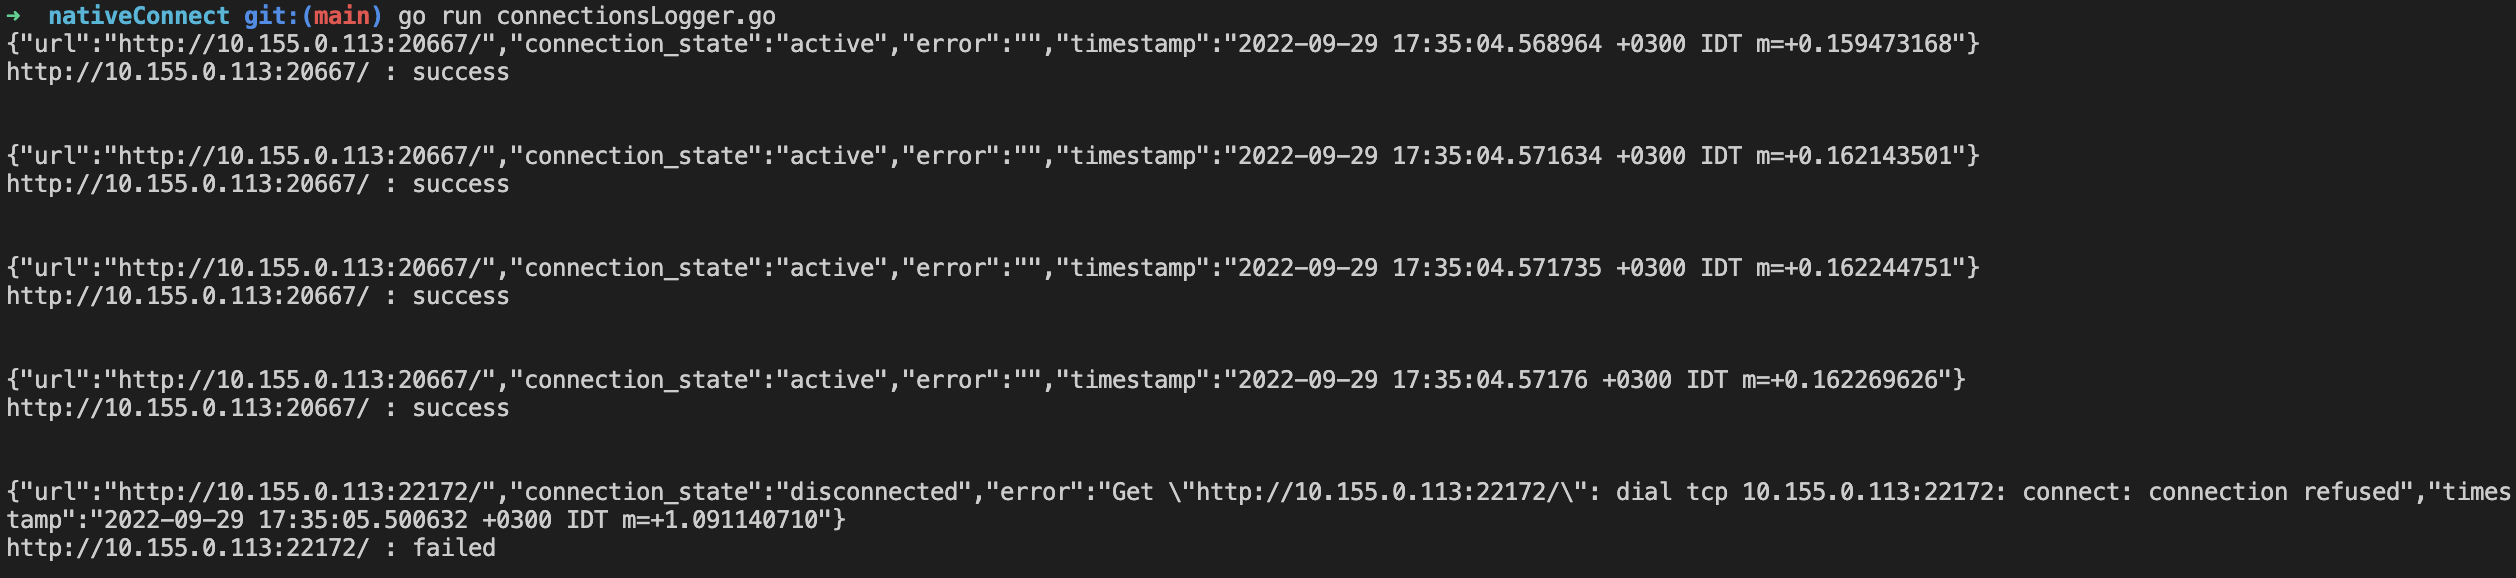 ➜  nativeConnect git:(main) go run connectionsLogger.go
{"url":"http://10.155.0.113:20667/","connection_state":"active","error":"","timestamp":"2022-09-29 17:35:04.568964 +0300 IDT m=+0.159473168"}
http://10.155.0.113:20667/ : success
{"url":"http://10.155.0.113:20667/","connection_state":"active","error":"","timestamp":"2022-09-29 17:35:04.571634 +0300 IDT m=+0.162143501"}
http://10.155.0.113:20667/ : success
{"url":"http://10.155.0.113:20667/","connection_state":"active","error":"","timestamp":"2022-09-29 17:35:04.571735 +0300 IDT m=+0.162244751"}
http://10.155.0.113:20667/ : success
{"url":"http://10.155.0.113:20667/","connection_state":"active","error":"","timestamp":"2022-09-29 17:35:04.57176 +0300 IDT m=+0.162269626"}
http://10.155.0.113:20667/ : success
{"url":"http://10.155.0.113:22172/","connection_state":"disconnected","error":"Get \"http://10.155.0.113:22172/\": dial tcp 10.155.0.113:22172: connect: connection refused","times
tamp":"2022-09-29 17:35:05.500632 +0300 IDT m=+1.091140710"}
http://10.155.0.113:22172/ : failed